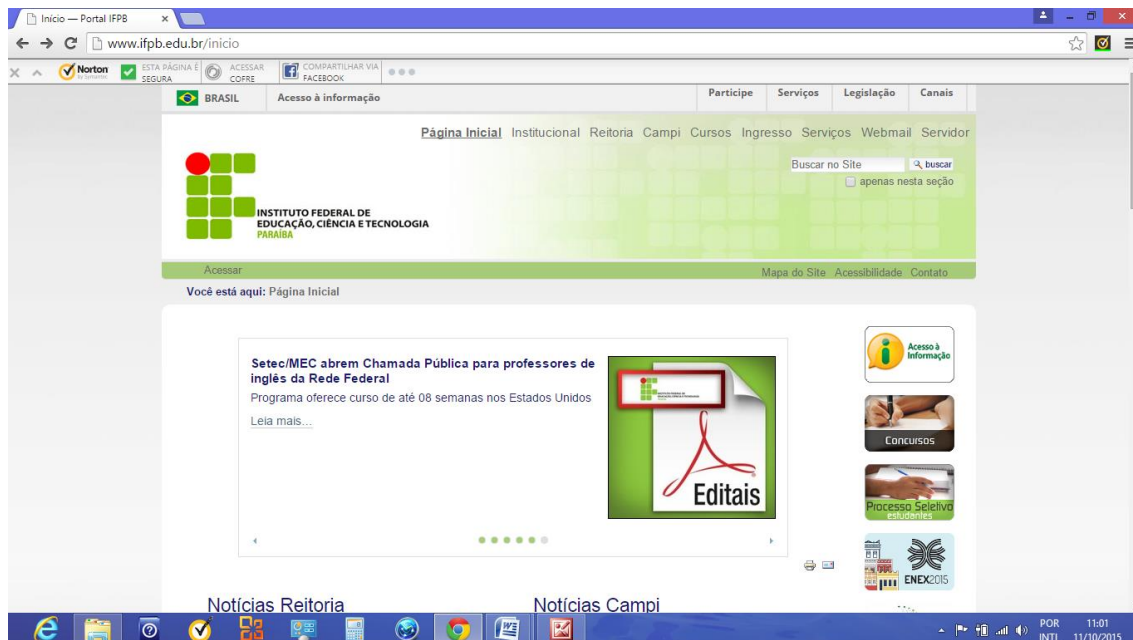 Início — Portal IFPB
www.ifpb.edu.br/inicio
Norton
by Symantec
ESTA PÁGINA É
SEGURA
ACESSAR
COFRE
COMPARTILHAR VIA
FACEBOOK
BRASIL Acesso à informação Participe Serviços Legislação Canais
Página Inicial Institucional Reitoria Campi Cursos Ingresso Serviços Webmail Servidor
Buscar no Site buscar
apenas nesta seção
INSTITUTO FEDERAL DE
EDUCAÇÃO, CIÊNCIA E TECNOLOGIA
PARAÍBA
Acessar Mapa do Site Acessibilidade Contato
Você está aqui: Página Inicial
Setec/MEC abrem Chamada Pública para professores de
inglês da Rede Federal
Programa oferece curso de até 08 semanas nos Estados Unidos
Leia mais...
Editais
Acesso à
Informação
Concursos
Processo Seletivo
estudantes
ENEX2015
Notícias Reitoria Notícias Campi
POR 11:01
INTL 11/10/2015